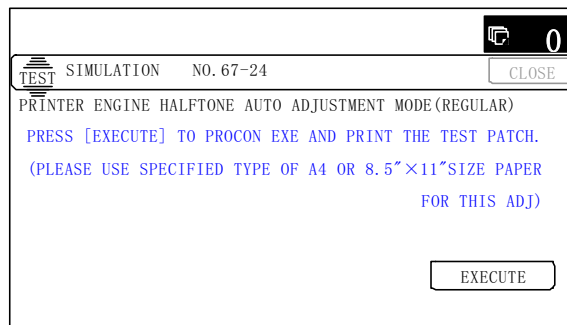 0
TEST SIMULATION NO.67-24 CLOSE
PRINTER ENGINE HALFTONE AUTO ADJUSTMENT MODE(REGULAR)
PRESS [EXECUTE] TO PROCON EXE AND PRINT THE TEST PATCH.
(PLEASE USE SPECIFIED TYPE OF A4 OR 8.5″×11″SIZE PAPER
FOR THIS ADJ)
EXECUTE